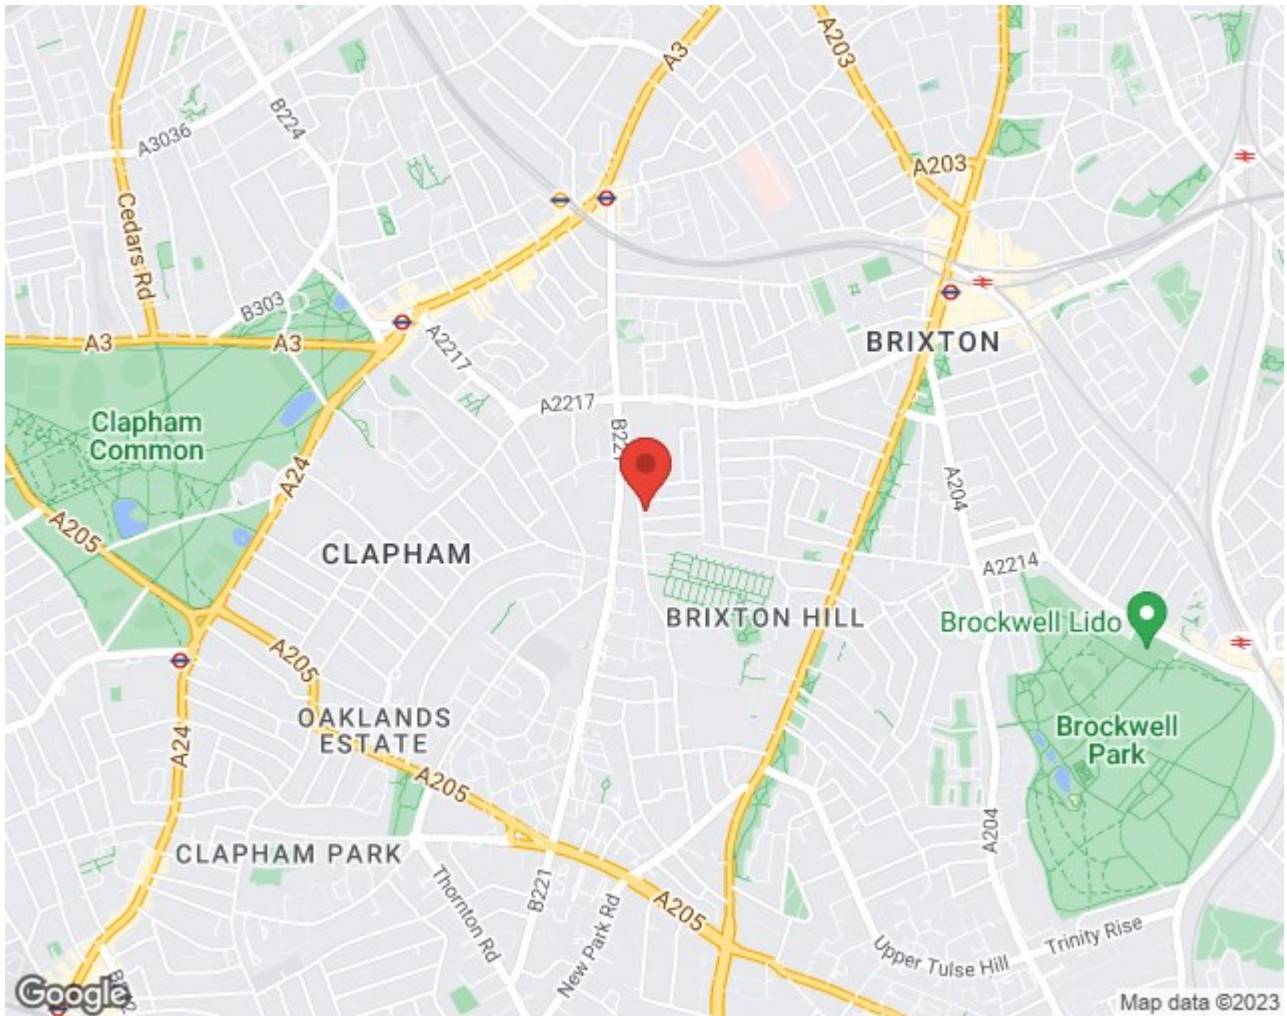 A3
A203
A3036
B224
A203
Cedars Rd
B303
A3
A3
A2217
BRIXTON
A2217
Clapham
Common
B221
A24
A204
A205
CLAPHAM
A2214
BRIXTON HILL
Brockwell Lido
A205
OAKLANDS
ESTATE
Brockwell
Park
A24
A205
A204
CLAPHAM PARK
Thornton Rd
B221
New Park Rd
A205
Upper Tulse Hill
Trinity Rise
Google
Map data ©2023